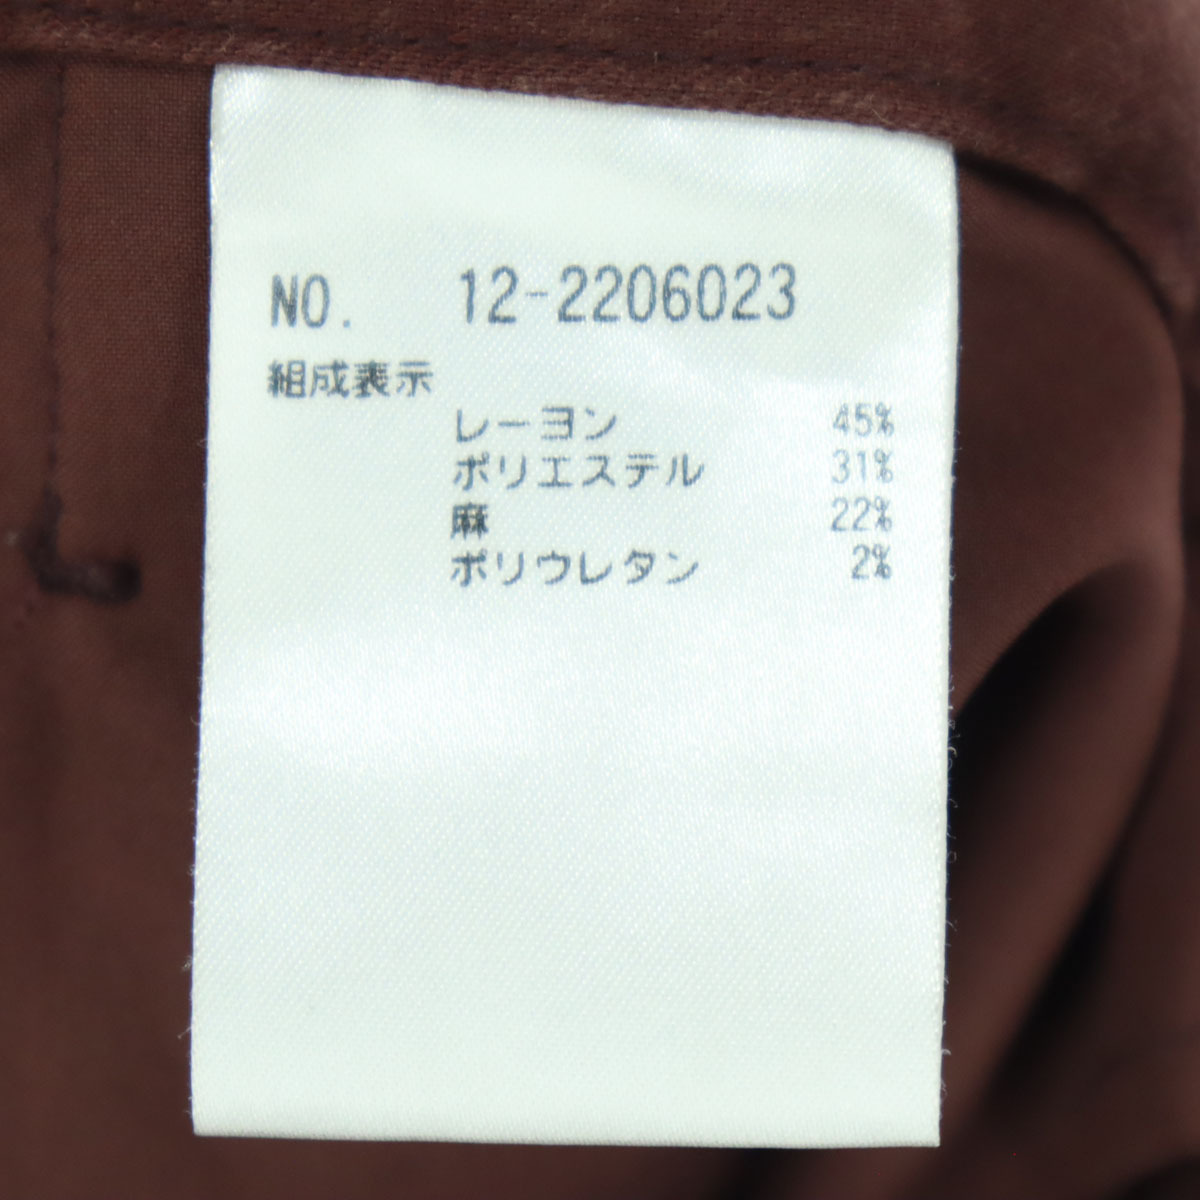 NO. 12-2206023
組成表示
レーヨン 45%
ポリエステル 31%
麻 22%
ポリウレタン 2%